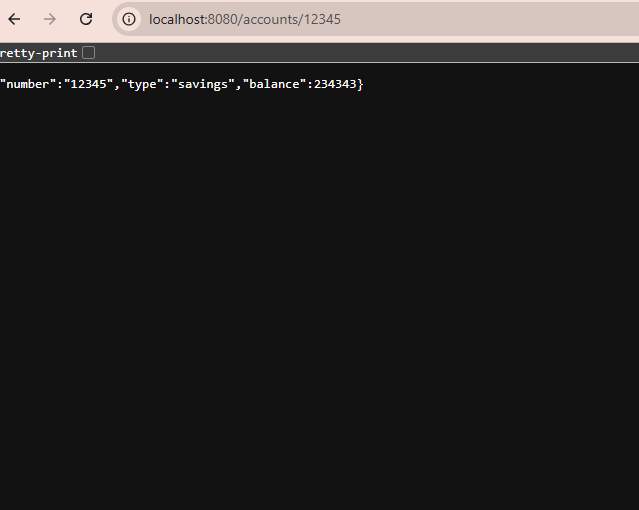 localhost:8080/accounts/12345
retty-print
"number":"12345","type":"savings","balance":234343}